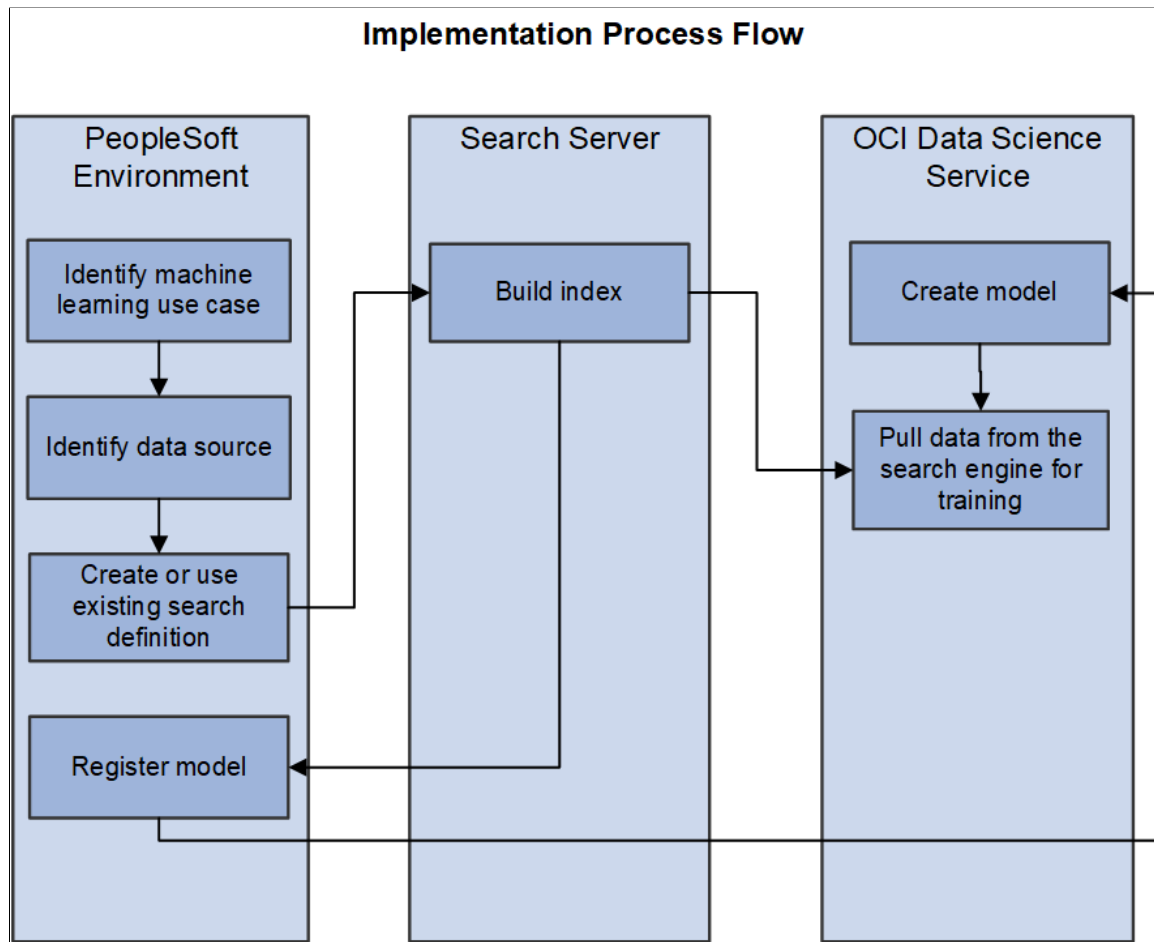 Implementation Process Flow
PeopleSoft
Environment
Identify machine
learning use case
Identify data source
Create or use
existing search
definition
Register model
Search Server
Build index
OCI Data Science
Service
Create model
Pull data from the
search engine for
training